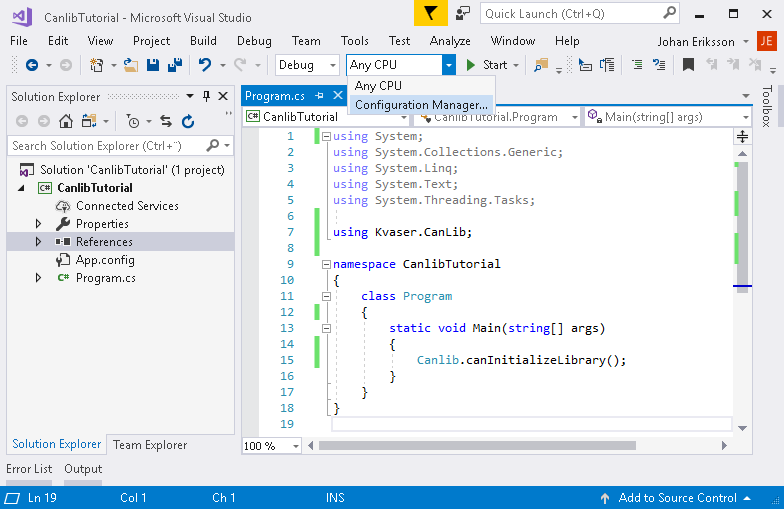 CanlibTutorial - Microsoft Visual Studio
Quick Launch (Ctrl+Q)
File Edit View Project Build Debug Team Tools Test Analyze Window Help Johan Eriksson JE
Debug Any CPU Start
Any CPU
Configuration Manager...
Solution Explorer
Program.cs
Toolbox
C# CanlibTutorial
CanlibTutorial.Program
Main(string[] args)
Search Solution Explorer (Ctrl+¨)
Solution 'CanlibTutorial' (1 project)
C# CanlibTutorial
Connected Services
Properties
References
App.config
C# Program.cs
1 using System;
2 using System.Collections.Generic;
3 using System.Linq;
4 using System.Text;
5 using System.Threading.Tasks;
6
7 using Kvaser.CanLib;
8
9 namespace CanlibTutorial
10 {
11 class Program
12 {
13 static void Main(string[] args)
14 {
15 Canlib.canInitializeLibrary();
16 }
17 }
18 }
19
100 %
Solution Explorer Team Explorer
Error List Output
Ln 19 Col 1 Ch 1 INS Add to Source Control